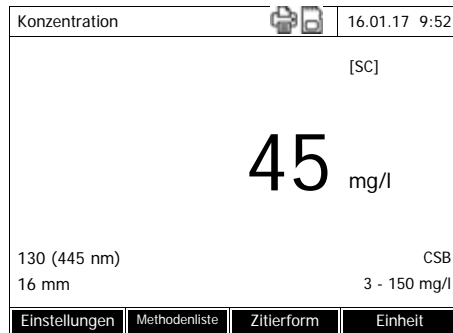 Konzentration 16.01.17 9:52
[SC]
45 mg/l
130 (445 nm) CSB
16 mm 3 - 150 mg/l
Einstellungen Methodenliste Zitierform Einheit